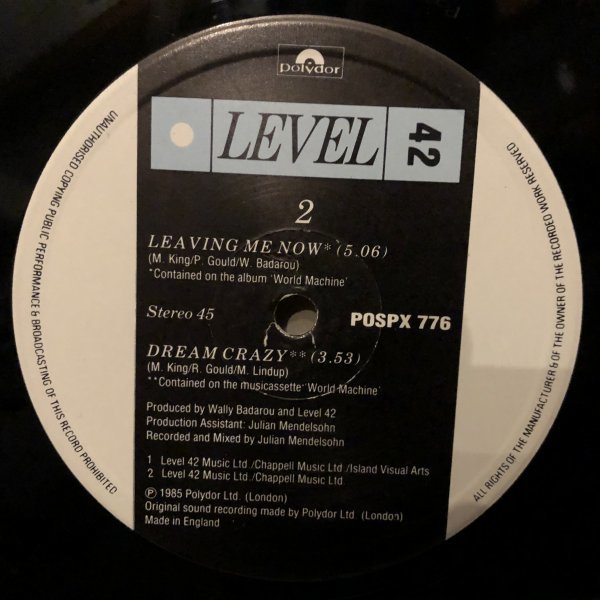 polydor
LEVEL 42
2
LEAVING ME NOW* (5.06)
(M. King/P. Gould/W. Badarou)
*Contained on the album 'World Machine'
Stereo 45
POSPX 776
DREAM CRAZY** (3.53)
(M. King/R. Gould/M. Lindup)
**Contained on the musicassette 'World Machine'
Produced by Wally Badarou and Level 42
Production Assistant: Julian Mendelsohn
Recorded and Mixed by Julian Mendelsohn
1 Level 42 Music Ltd./Chappell Music Ltd./Island Visual Arts
2 Level 42 Music Ltd./Chappell Music Ltd.
℗ 1985 Polydor Ltd. (London)
Original sound recording made by Polydor Ltd. (London)
Made in England
UNAUTHORISED COPYING PUBLIC PERFORMANCE & BROADCASTING OF THIS RECORD PROHIBITED
ALL RIGHTS OF THE MANUFACTURER & OF THE OWNER OF THE RECORDED WORK RESERVED